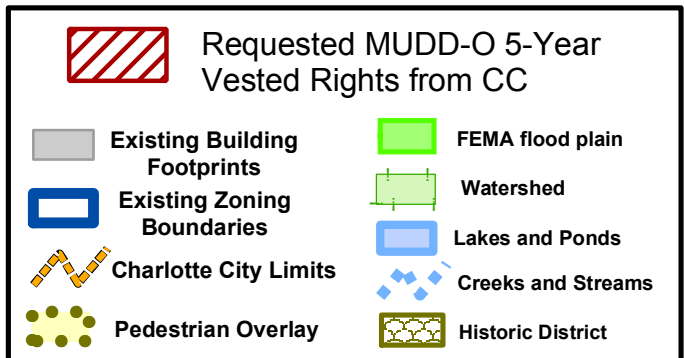 Requested MUDD-O 5-Year
Vested Rights from CC
Existing Building
Footprints
Existing Zoning
Boundaries
Charlotte City Limits
Pedestrian Overlay
FEMA flood plain
Watershed
Lakes and Ponds
Creeks and Streams
Historic District